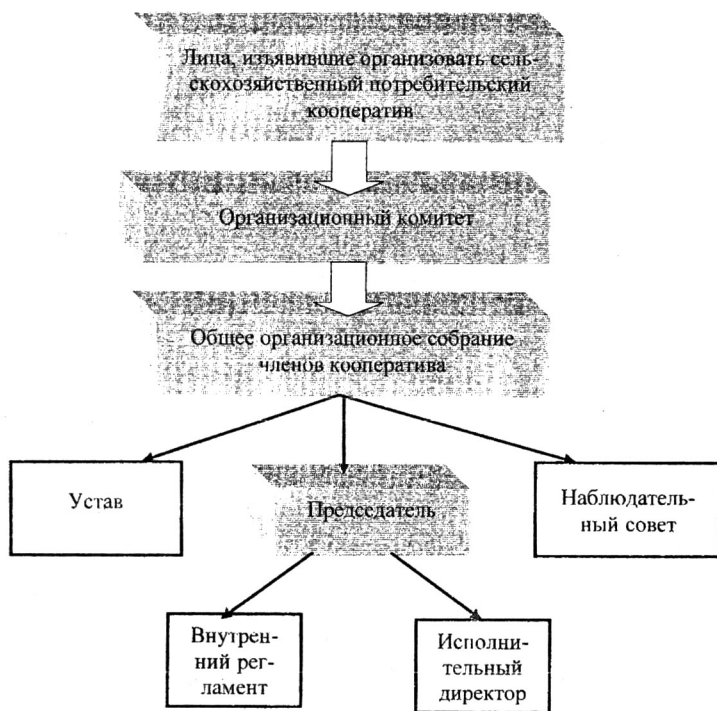 Лица, изъявившие организовать сель-
скохозяйственный потребительский
кооператив
Организационный комитет
Общее организационное собрание
членов кооператива
Устав
Председатель
Наблюдатель-
ный совет
Внутрен-
ний рег-
ламент
Исполни-
тельный
директор